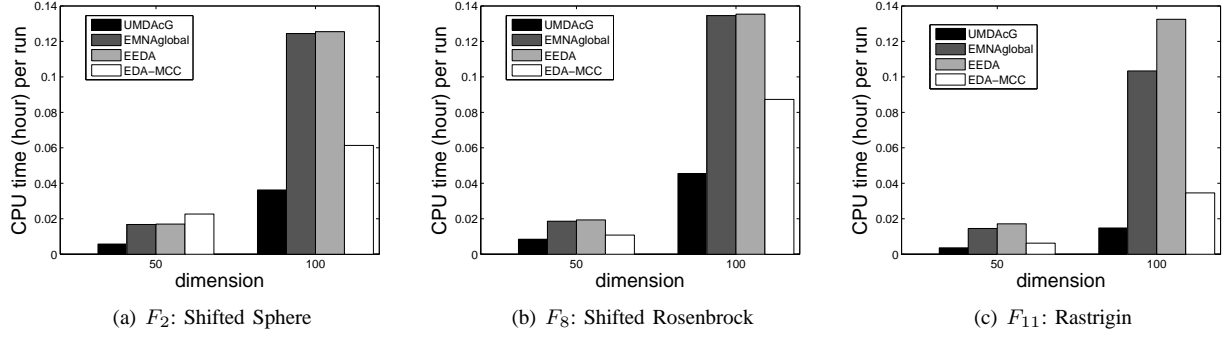 CPU time (hour) per run
0.14
0.12
0.1
0.08
0.06
0.04
0.02
0
UMDAcG
EMNAglobal
EEDA
EDA−MCC
50
100
dimension
(a) F2: Shifted Sphere
CPU time (hour) per run
0.14
0.12
0.1
0.08
0.06
0.04
0.02
0
UMDAcG
EMNAglobal
EEDA
EDA−MCC
50
100
dimension
(b) F8: Shifted Rosenbrock
CPU time (hour) per run
0.14
0.12
0.1
0.08
0.06
0.04
0.02
0
UMDAcG
EMNAglobal
EEDA
EDA−MCC
50
100
dimension
(c) F11: Rastrigin